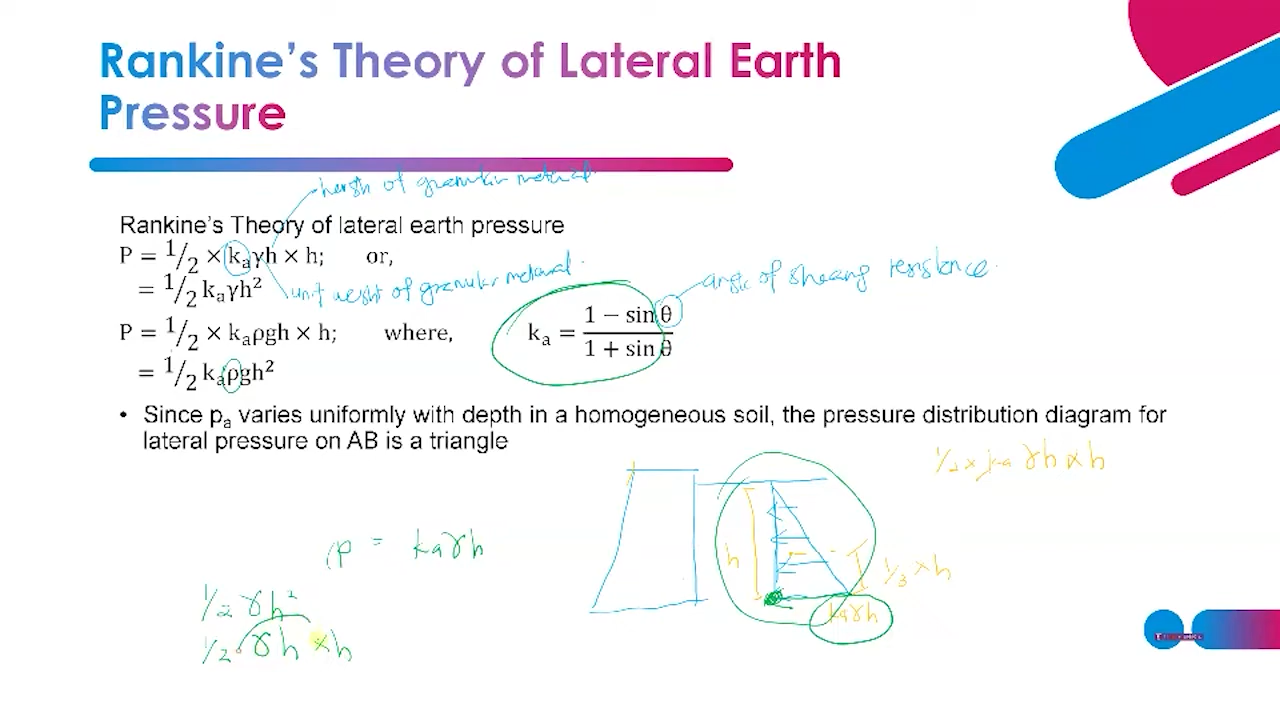 Rankine’s Theory of Lateral Earth
Pressure
height of granular material
Rankine’s Theory of lateral earth pressure
P = 1/2 × kₐγh × h; or,
= 1/2 kₐγh²
unit weight of granular material
angle of shearing resistance
P = 1/2 × kₐρgh × h; where,
= 1/2 kₐρgh²
kₐ = (1 − sin θ)/(1 + sin θ)
• Since pₐ varies uniformly with depth in a homogeneous soil, the pressure distribution diagram for
lateral pressure on AB is a triangle
1/2 × ka γh × h
P = kaγh
h
1/3 × h
kaγh
1/2 γh²
1/2 γh × h